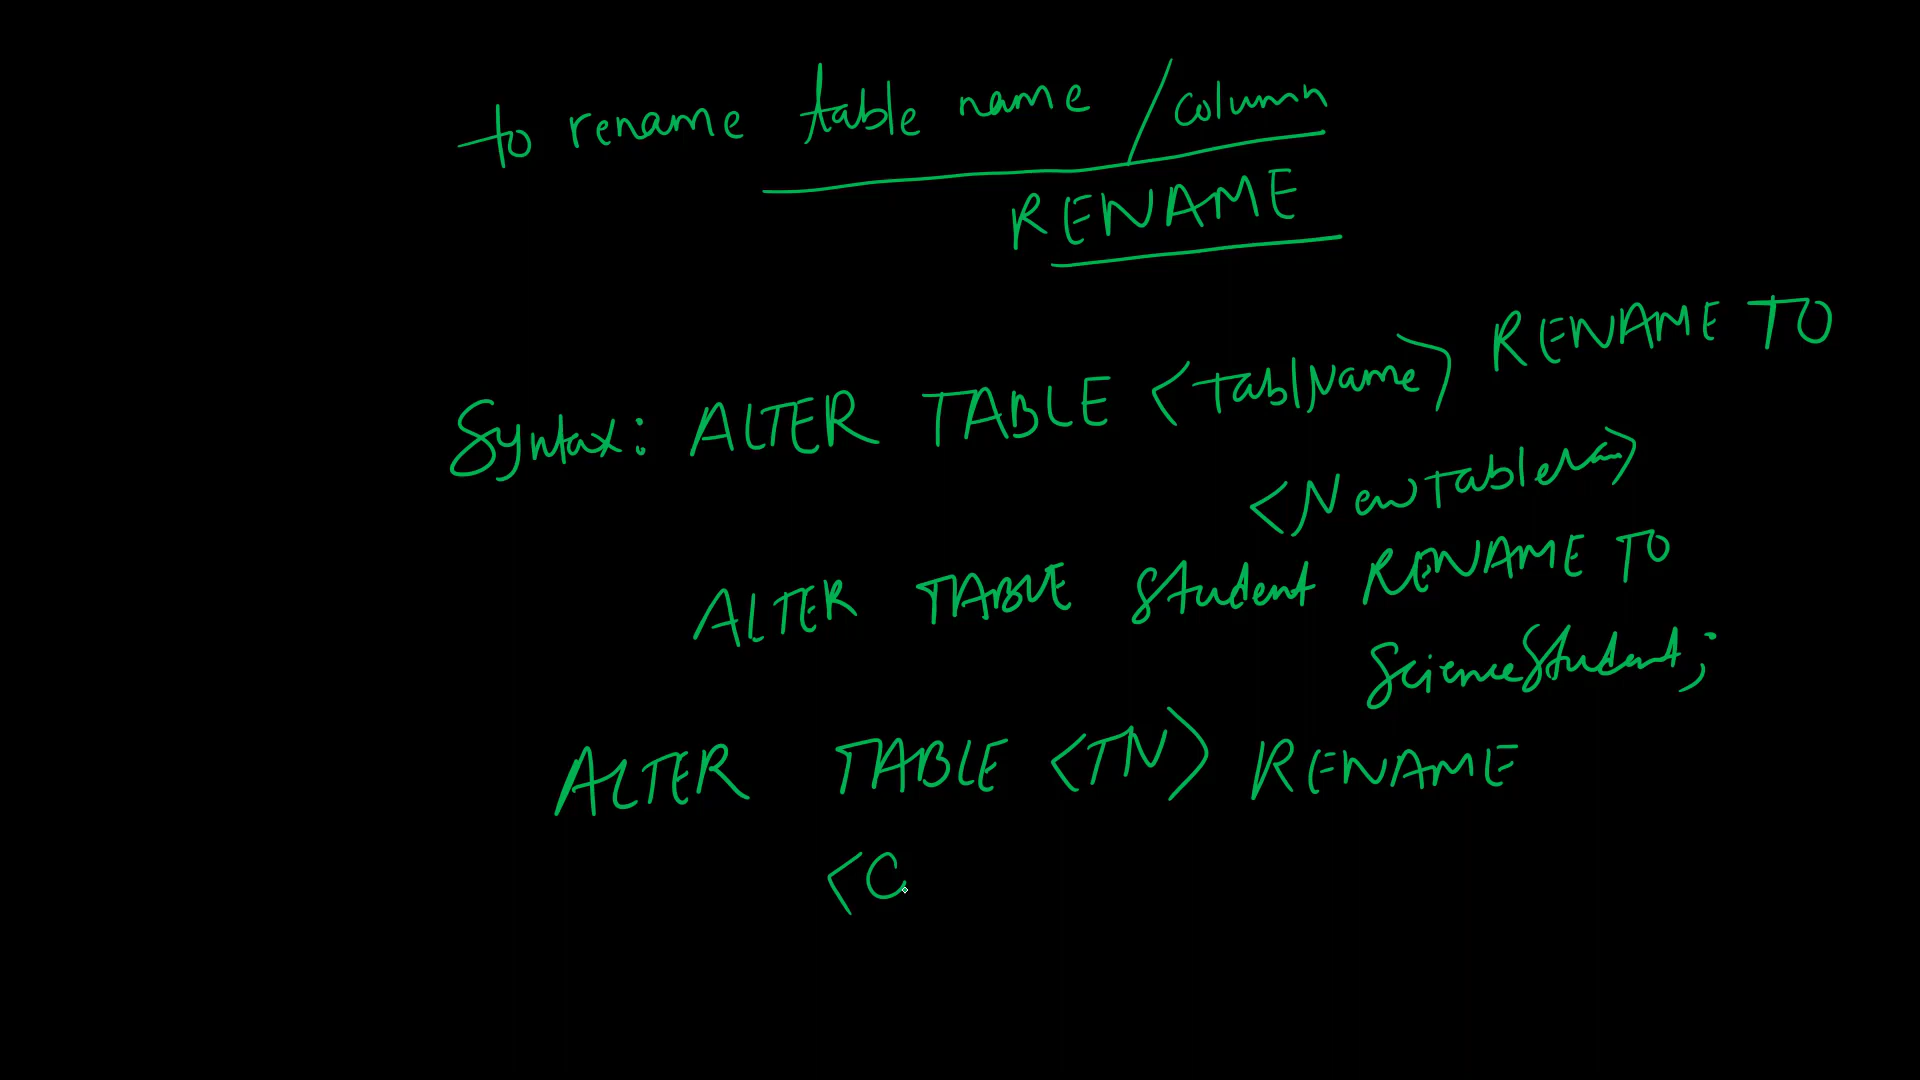 to rename table name / column
RENAME
Syntax: ALTER TABLE <TablName> RENAME TO
<NewTableNam>
ALTER TABLE Student RENAME TO
ScienceStudent;
ALTER TABLE <TN> RENAME
<C